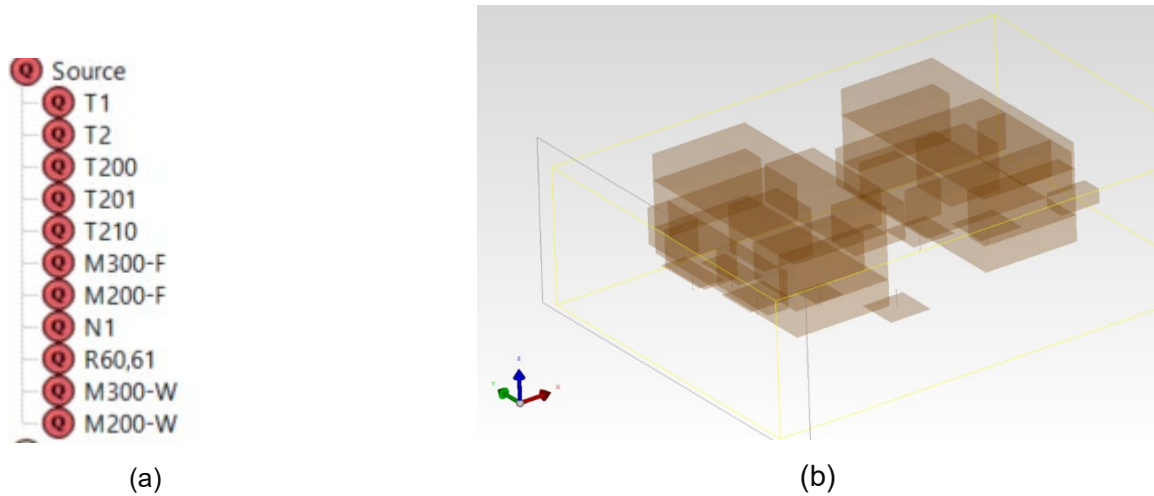 Source
T1
T2
T200
T201
T210
M300-F
M200-F
N1
R60,61
M300-W
M200-W
(a)
(b)